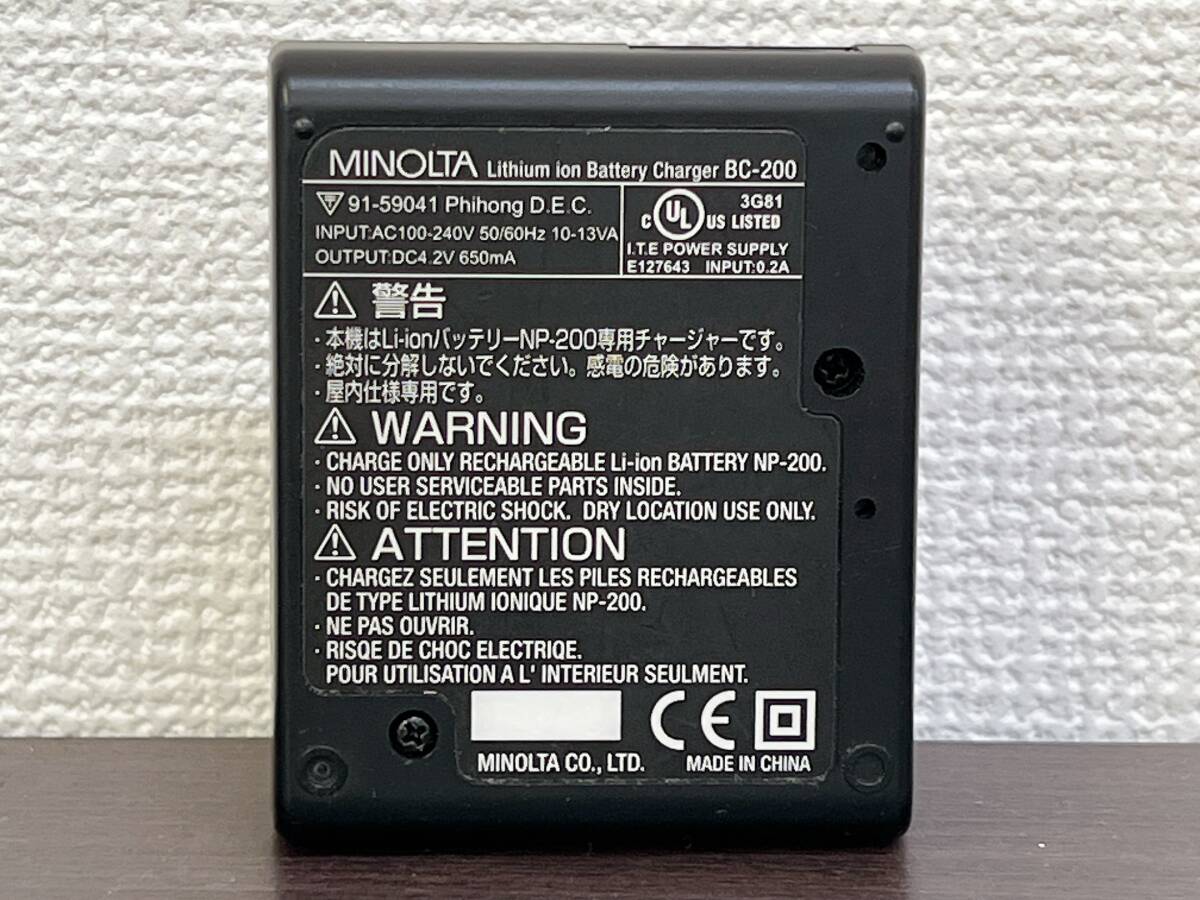 MINOLTA Lithium ion Battery Charger BC-200
91-59041 Phihong D.E.C.
INPUT:AC100-240V 50/60Hz 10-13VA
OUTPUT:DC4.2V 650mA
3G81
C UL US LISTED
I.T.E POWER SUPPLY
E127643 INPUT:0.2A
警告
・本機はLi-ionバッテリーNP-200専用チャージャーです。
・絶対に分解しないでください。感電の危険があります。
・屋内仕様専用です。
WARNING
・CHARGE ONLY RECHARGEABLE Li-ion BATTERY NP-200.
・NO USER SERVICEABLE PARTS INSIDE.
・RISK OF ELECTRIC SHOCK. DRY LOCATION USE ONLY.
ATTENTION
・CHARGEZ SEULEMENT LES PILES RECHARGEABLES
DE TYPE LITHIUM IONIQUE NP-200.
・NE PAS OUVRIR.
・RISQE DE CHOC ELECTRIQE.
POUR UTILISATION A L' INTERIEUR SEULMENT.
CE
MINOLTA CO., LTD. MADE IN CHINA